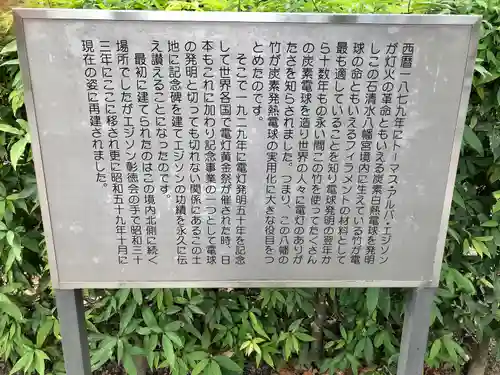 西暦一八七九年にトーマス・アルバ・エジソン
が灯火の革命ともいえる炭素白熱電球を発明
しこの石清水八幡宮境内に生えている竹が電
球の命ともいえるフィラメントの材料として
最も適していることを知り電球発明の翌年か
ら十数年もの永い間この竹を使ってたくさん
の炭素電球を造り世界の人々に電灯のありが
たさを知らされました。つまり、この八幡の
竹が炭素発熱電球の実用化に大きな役目をつ
とめたのです。
そこで一九二九年に電灯発明五十年を記念
して世界各国で電灯黄金祭が催された時、日
本もこれに加わり記念事業の一つとして電球
の発明と切っても切れない関係にあるこの土
地に記念碑を建てエジソンの功績を永久に伝
え讃えることになったのです。
最初に建てられたのはこの境内北側に続く
場所でしたがエジソン彰徳会の手で昭和三十
三年にここに移され更に昭和五十九年十月に
現在の姿に再建されました。